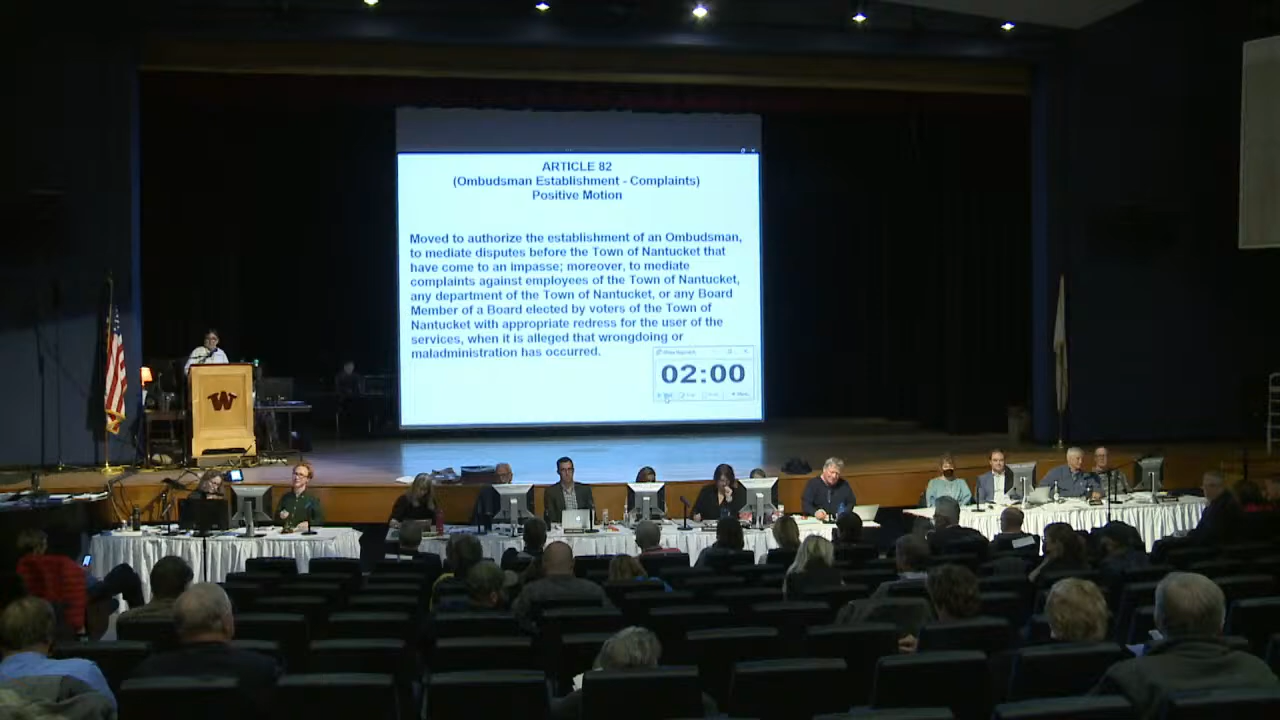 ARTICLE 82
(Ombudsman Establishment - Complaints)
Positive Motion
Moved to authorize the establishment of an Ombudsman,
to mediate disputes before the Town of Nantucket that
have come to an impasse; moreover, to mediate
complaints against employees of the Town of Nantucket,
any department of the Town of Nantucket, or any Board
Member of a Board elected by voters of the Town of
Nantucket with appropriate redress for the user of the
services, when it is alleged that wrongdoing or
maladministration has occurred.
02:00
W